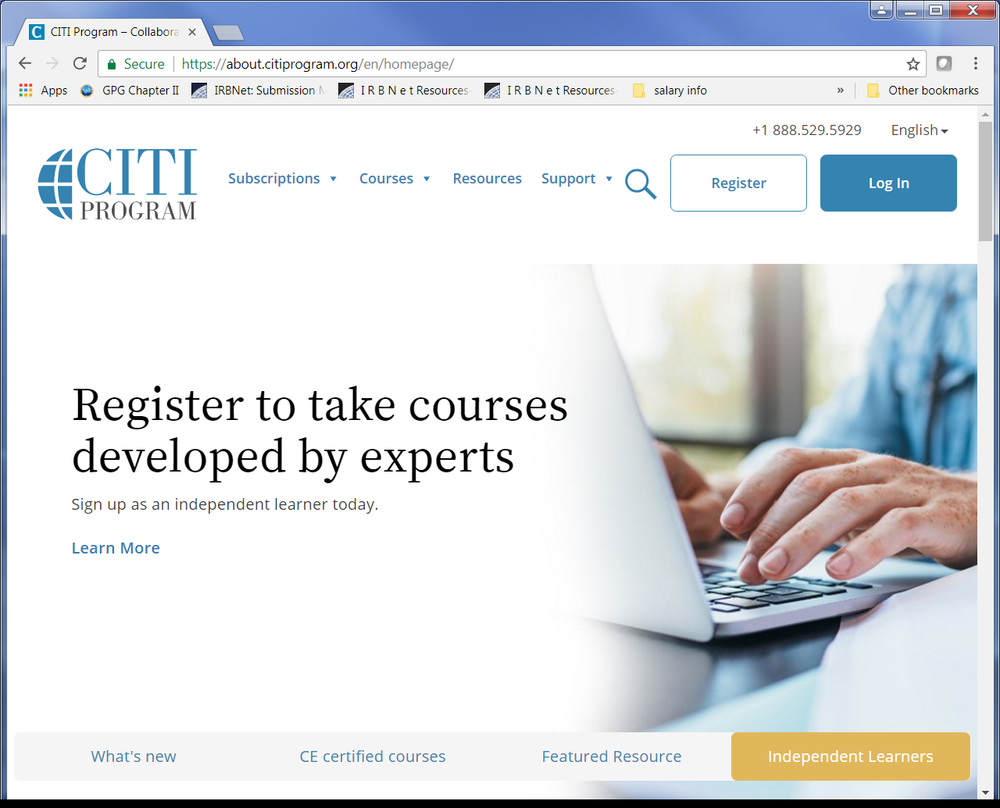 CITI Program – Collabora
Secure https://about.citiprogram.org/en/homepage/
Apps GPG Chapter II IRBNet: Submission I R B N e t Resources I R B N e t Resources salary info » Other bookmarks
+1 888.529.5929 English
CITI
PROGRAM
Subscriptions Courses Resources Support Register Log In
Register to take courses
developed by experts
Sign up as an independent learner today.
Learn More
What's new CE certified courses Featured Resource Independent Learners